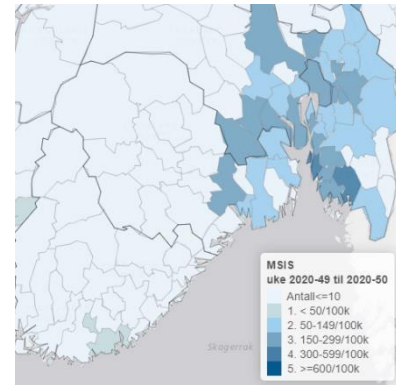 Skagerrak
MSIS
uke 2020-49 til 2020-50
Antall<=10
1. < 50/100k
2. 50-149/100k
3. 150-299/100k
4. 300-599/100k
5. >=600/100k